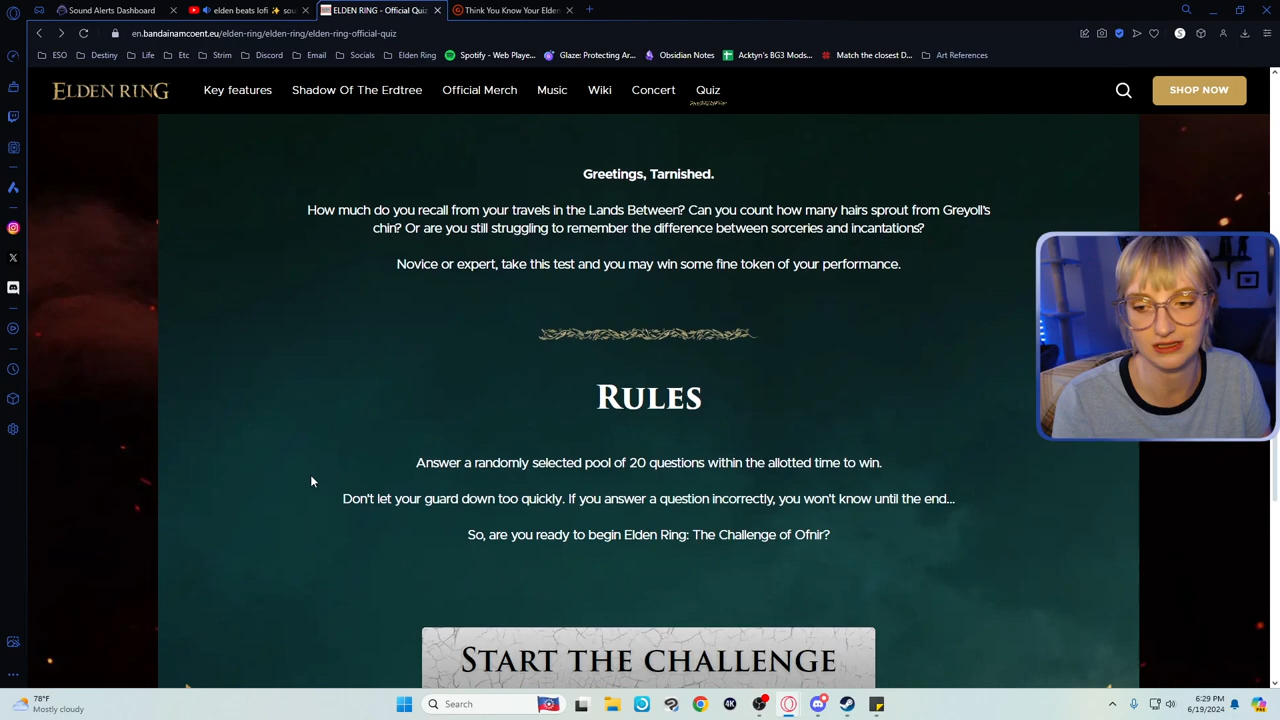 Sound Alerts Dashboard
elden beats lofi ✨ sou
ELDEN RING - Official Quiz
Think You Know Your Elden
en.bandainamcoent.eu/elden-ring/elden-ring/elden-ring-official-quiz
ESO
Destiny
Life
Etc
Strim
Discord
Email
Socials
Elden Ring
Spotify - Web Playe...
Glaze: Protecting Ar...
Obsidian Notes
Acktyn's BG3 Mods...
Match the closest D...
Art References
ELDEN RING
Key features
Shadow Of The Erdtree
Official Merch
Music
Wiki
Concert
Quiz
SHOP NOW
Greetings, Tarnished.
How much do you recall from your travels in the Lands Between? Can you count how many hairs sprout from Greyoll's
chin? Or are you still struggling to remember the difference between sorceries and incantations?
Novice or expert, take this test and you may win some fine token of your performance.
RULES
Answer a randomly selected pool of 20 questions within the allotted time to win.
Don't let your guard down too quickly. If you answer a question incorrectly, you won't know until the end...
So, are you ready to begin Elden Ring: The Challenge of Ofnir?
START THE CHALLENGE
78°F
Mostly cloudy
Search
4K
6:29 PM
6/19/2024